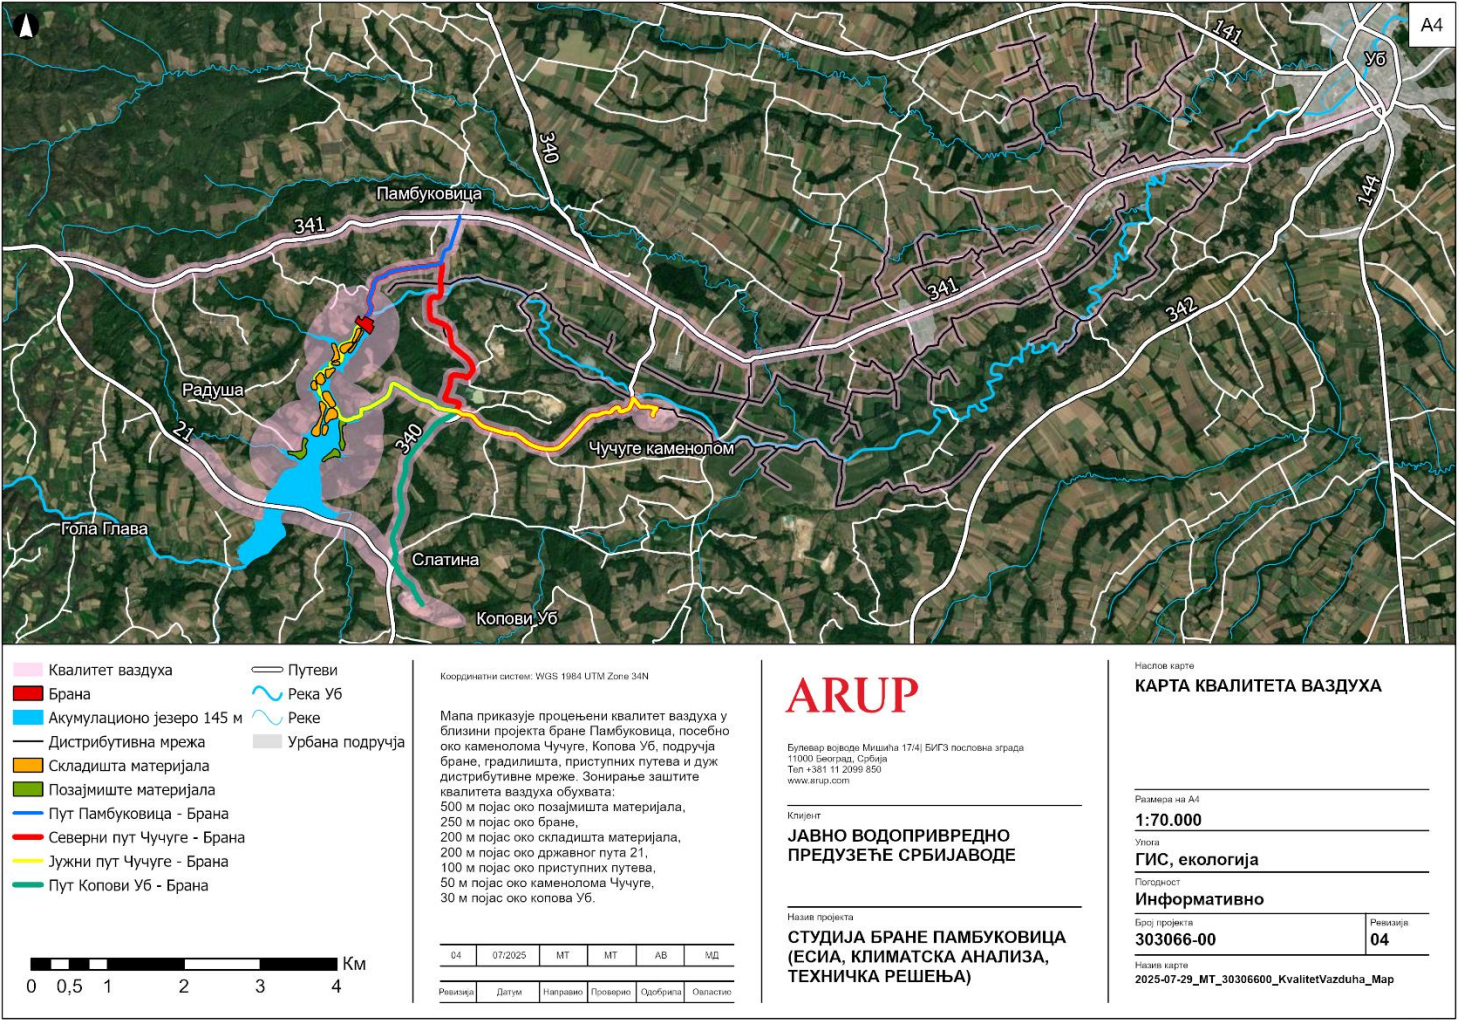 A4
141
Уб
340
144
Памбуковица
341
341
342
Радуша
21
340
Чучуге каменолом
Гола Глава
Слатина
Копови Уб
Квалитет ваздуха
Брана
Акумулационо језеро 145 м
Дистрибутивна мрежа
Складишта материјала
Позајмиште материјала
Пут Памбуковица - Брана
Северни пут Чучуге - Брана
Јужни пут Чучуге - Брана
Пут Копови Уб - Брана
Путеви
Река Уб
Реке
Урбана подручја
Км
0 0,5 1 2 3 4
Координатни систем: WGS 1984 UTM Zone 34N
Мапа приказује процењени квалитет ваздуха у
близини пројекта бране Памбуковица, посебно
око каменолома Чучуге, Копова Уб, подручја
бране, градилишта, приступних путева и дуж
дистрибутивне мреже. Зонирање заштите
квалитета ваздуха обухвата:
500 м појас око позајмишта материјала,
250 м појас око бране,
200 м појас око складишта материјала,
200 м појас око државног пута 21,
100 м појас око приступних путева,
50 м појас око каменолома Чучуге,
30 м појас око копова Уб.
04 07/2025 МТ МТ АВ МД
Ревизија Датум Направио Проверио Одобрила Овластио
ARUP
Булевар војводе Мишића 17/4| БИГЗ пословна зграда
11000 Београд, Србија
Тел +381 11 2099 850
www.arup.com
Клијент
ЈАВНО ВОДОПРИВРЕДНО
ПРЕДУЗЕЋЕ СРБИЈАВОДЕ
Назив пројекта
СТУДИЈА БРАНЕ ПАМБУКОВИЦА
(ЕСИА, КЛИМАТСКА АНАЛИЗА,
ТЕХНИЧКА РЕШЕЊА)
Наслов карте
КАРТА КВАЛИТЕТА ВАЗДУХА
Размера на А4
1:70.000
Улога
ГИС, екологија
Погодност
Информативно
Број пројекта
303066-00
Ревизија
04
Назив карте
2025-07-29_MT_30306600_KvalitetVazduha_Map